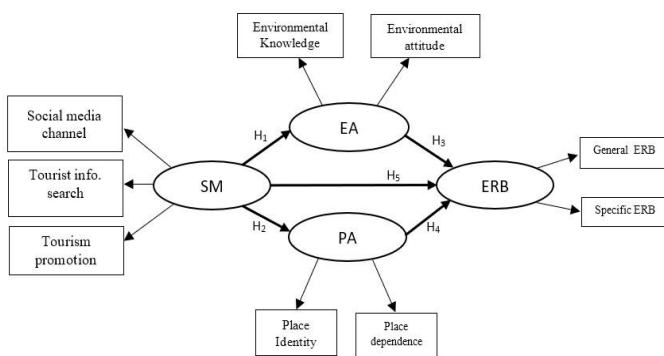 Environmental
Knowledge
Environmental
attitude
Social media
channel
H1
EA
H3
General ERB
Tourist info.
search
SM
H5
ERB
Specific ERB
Tourism
promotion
H2
PA
H4
Place
Identity
Place
dependence